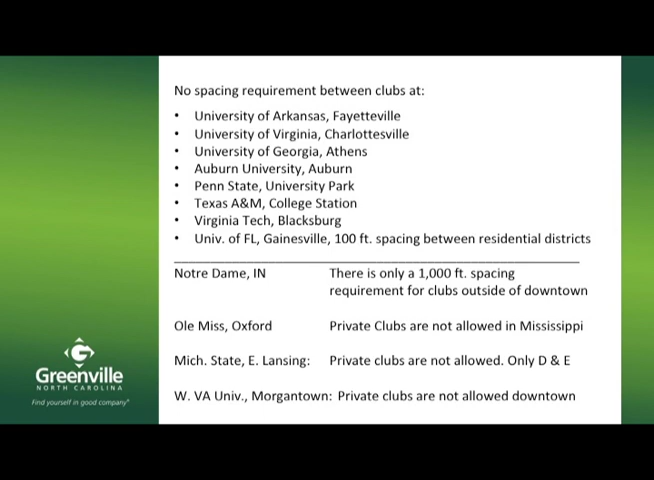 No spacing requirement between clubs at:
• University of Arkansas, Fayetteville
• University of Virginia, Charlottesville
• University of Georgia, Athens
• Auburn University, Auburn
• Penn State, University Park
• Texas A&M, College Station
• Virginia Tech, Blacksburg
• Univ. of FL, Gainesville, 100 ft. spacing between residential districts
Notre Dame, IN There is only a 1,000 ft. spacing
requirement for clubs outside of downtown
Ole Miss, Oxford Private Clubs are not allowed in Mississippi
Mich. State, E. Lansing: Private clubs are not allowed. Only D & E
W. VA Univ., Morgantown: Private clubs are not allowed downtown
Greenville
NORTH CAROLINA
Find yourself in good company®